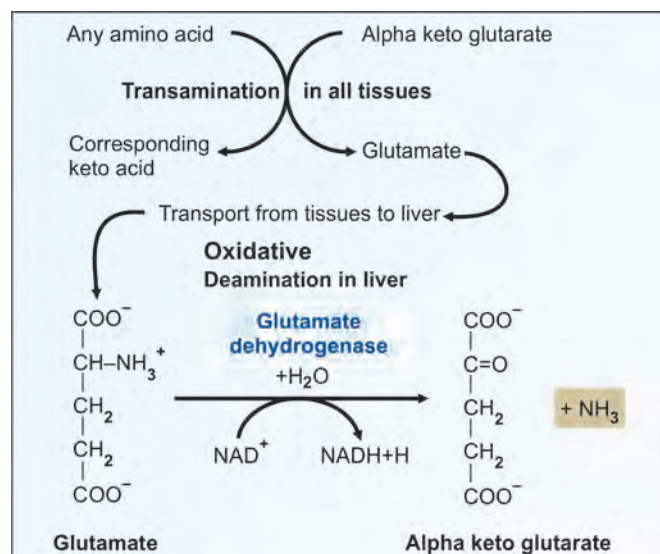 Any amino acid
Alpha keto glutarate
Transamination in all tissues
Corresponding
keto acid
Glutamate
Transport from tissues to liver
Oxidative
Deamination in liver
Glutamate
dehydrogenase
+H₂O
NAD⁺
NADH+H
COO⁻
CH–NH₃⁺
CH₂
CH₂
COO⁻
Glutamate
COO⁻
C=O
CH₂
CH₂
COO⁻
+ NH₃
Alpha keto glutarate